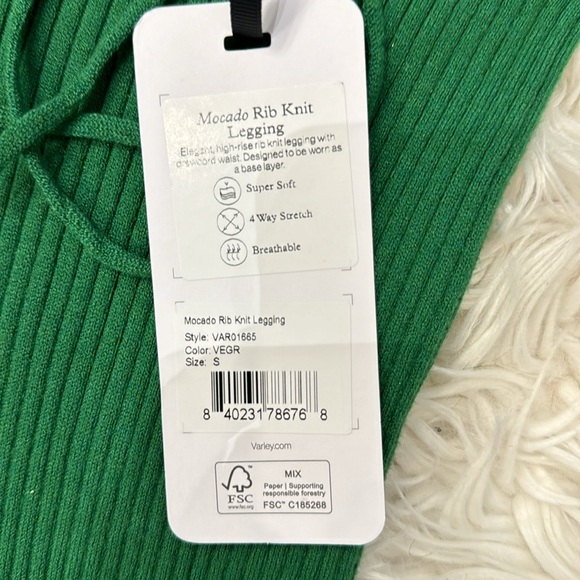 Mocado Rib Knit
Legging
Elegant, high-rise rib knit legging with
drawcord waist. Designed to be worn as
a base layer.
Super Soft
4 Way Stretch
Breathable
Mocado Rib Knit Legging
Style: VAR01665
Color: VEGR
Size: S
8 40231 78676 8
Varley.com
FSC
www.fsc.org
MIX
Paper | Supporting
responsible forestry
FSC™ C185268